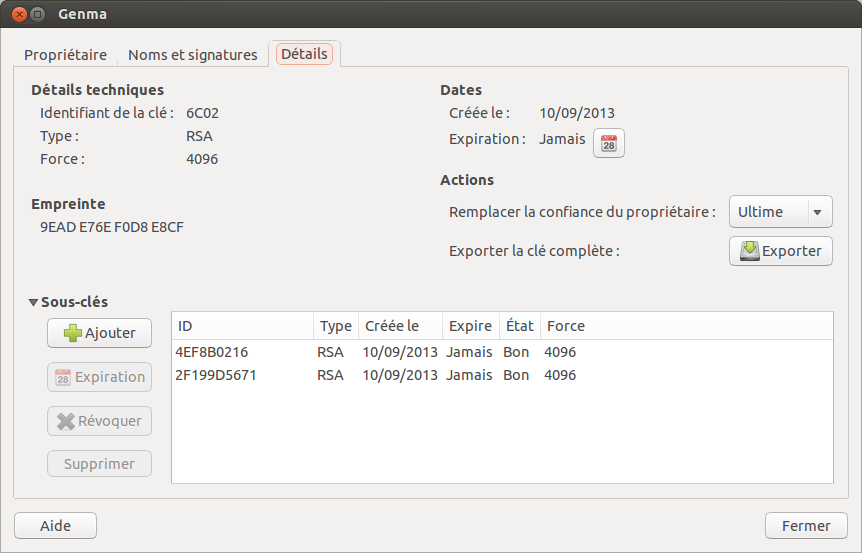 Genma
Propriétaire Noms et signatures Détails
Détails techniques
Identifiant de la clé : 6C02
Type : RSA
Force : 4096
Empreinte
9EAD E76E F0D8 E8CF
Dates
Créée le : 10/09/2013
Expiration : Jamais 28
Actions
Remplacer la confiance du propriétaire : Ultime
Exporter la clé complète : Exporter
Sous-clés
Ajouter
28 Expiration
Révoquer
Supprimer
ID Type Créée le Expire État Force
4EF8B0216 RSA 10/09/2013 Jamais Bon 4096
2F199D5671 RSA 10/09/2013 Jamais Bon 4096
Aide Fermer